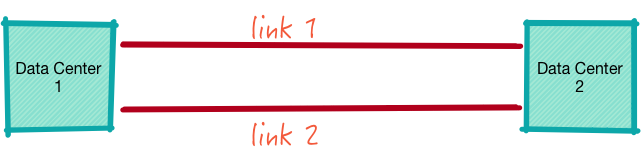 link 1
Data Center
1
Data Center
2
link 2